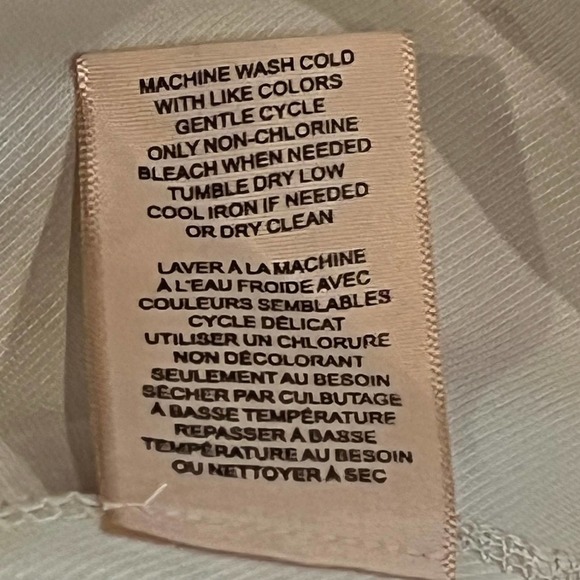 MACHINE WASH COLD
WITH LIKE COLORS
GENTLE CYCLE
ONLY NON-CHLORINE
BLEACH WHEN NEEDED
TUMBLE DRY LOW
COOL IRON IF NEEDED
OR DRY CLEAN
LAVER À LA MACHINE
À L'EAU FROIDE AVEC
COULEURS SEMBLABLES
CYCLE DÉLICAT
UTILISER UN CHLORURE
NON DÉCOLORANT
SEULEMENT AU BESOIN
SÉCHER PAR CULBUTAGE
À BASSE TEMPÉRATURE
REPASSER À BASSE
TEMPÉRATURE AU BESOIN
OU NETTOYER À SEC